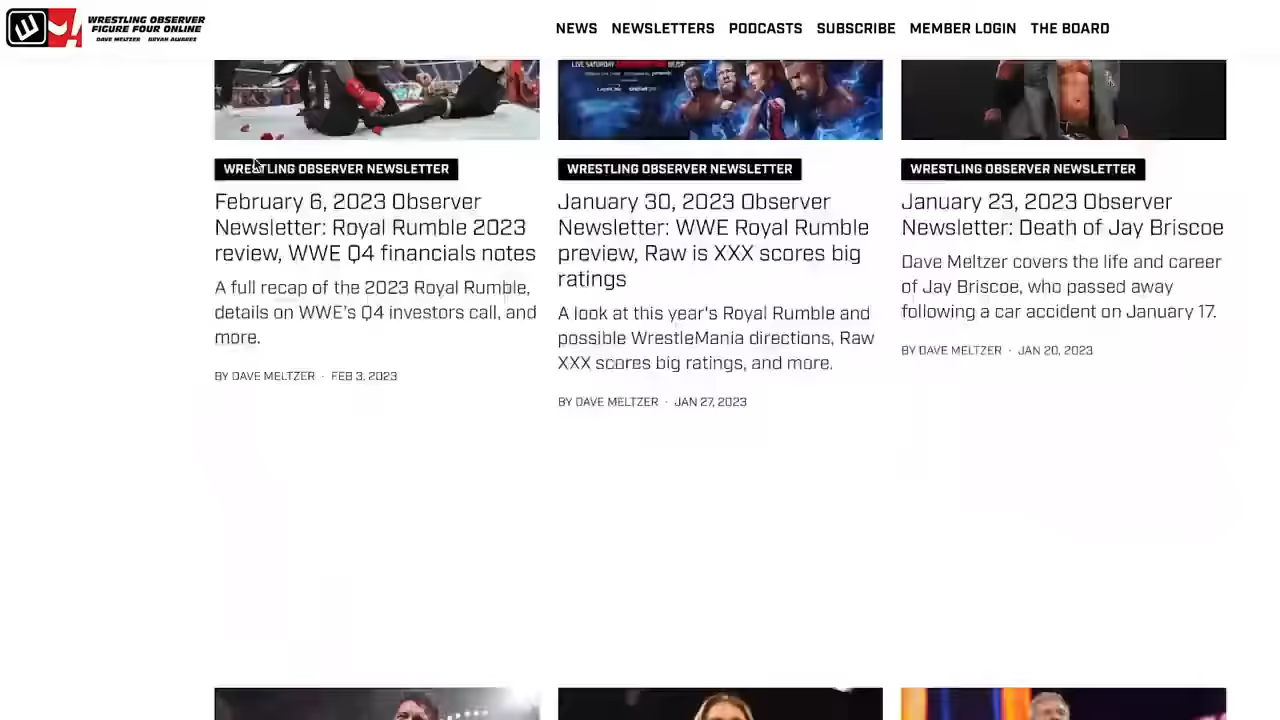 WRESTLING OBSERVER
FIGURE FOUR ONLINE
DAVE MELTZER BRYAN ALVAREZ
NEWS NEWSLETTERS PODCASTS SUBSCRIBE MEMBER LOGIN THE BOARD
WRESTLING OBSERVER NEWSLETTER
February 6, 2023 Observer
Newsletter: Royal Rumble 2023
review, WWE Q4 financials notes
A full recap of the 2023 Royal Rumble,
details on WWE's Q4 investors call, and
more.
BY DAVE MELTZER · FEB 3, 2023
LIVE SATURDAY
WRESTLING OBSERVER NEWSLETTER
January 30, 2023 Observer
Newsletter: WWE Royal Rumble
preview, Raw is XXX scores big
ratings
A look at this year's Royal Rumble and
possible WrestleMania directions, Raw
XXX scores big ratings, and more.
BY DAVE MELTZER · JAN 27, 2023
WRESTLING OBSERVER NEWSLETTER
January 23, 2023 Observer
Newsletter: Death of Jay Briscoe
Dave Meltzer covers the life and career
of Jay Briscoe, who passed away
following a car accident on January 17.
BY DAVE MELTZER · JAN 20, 2023